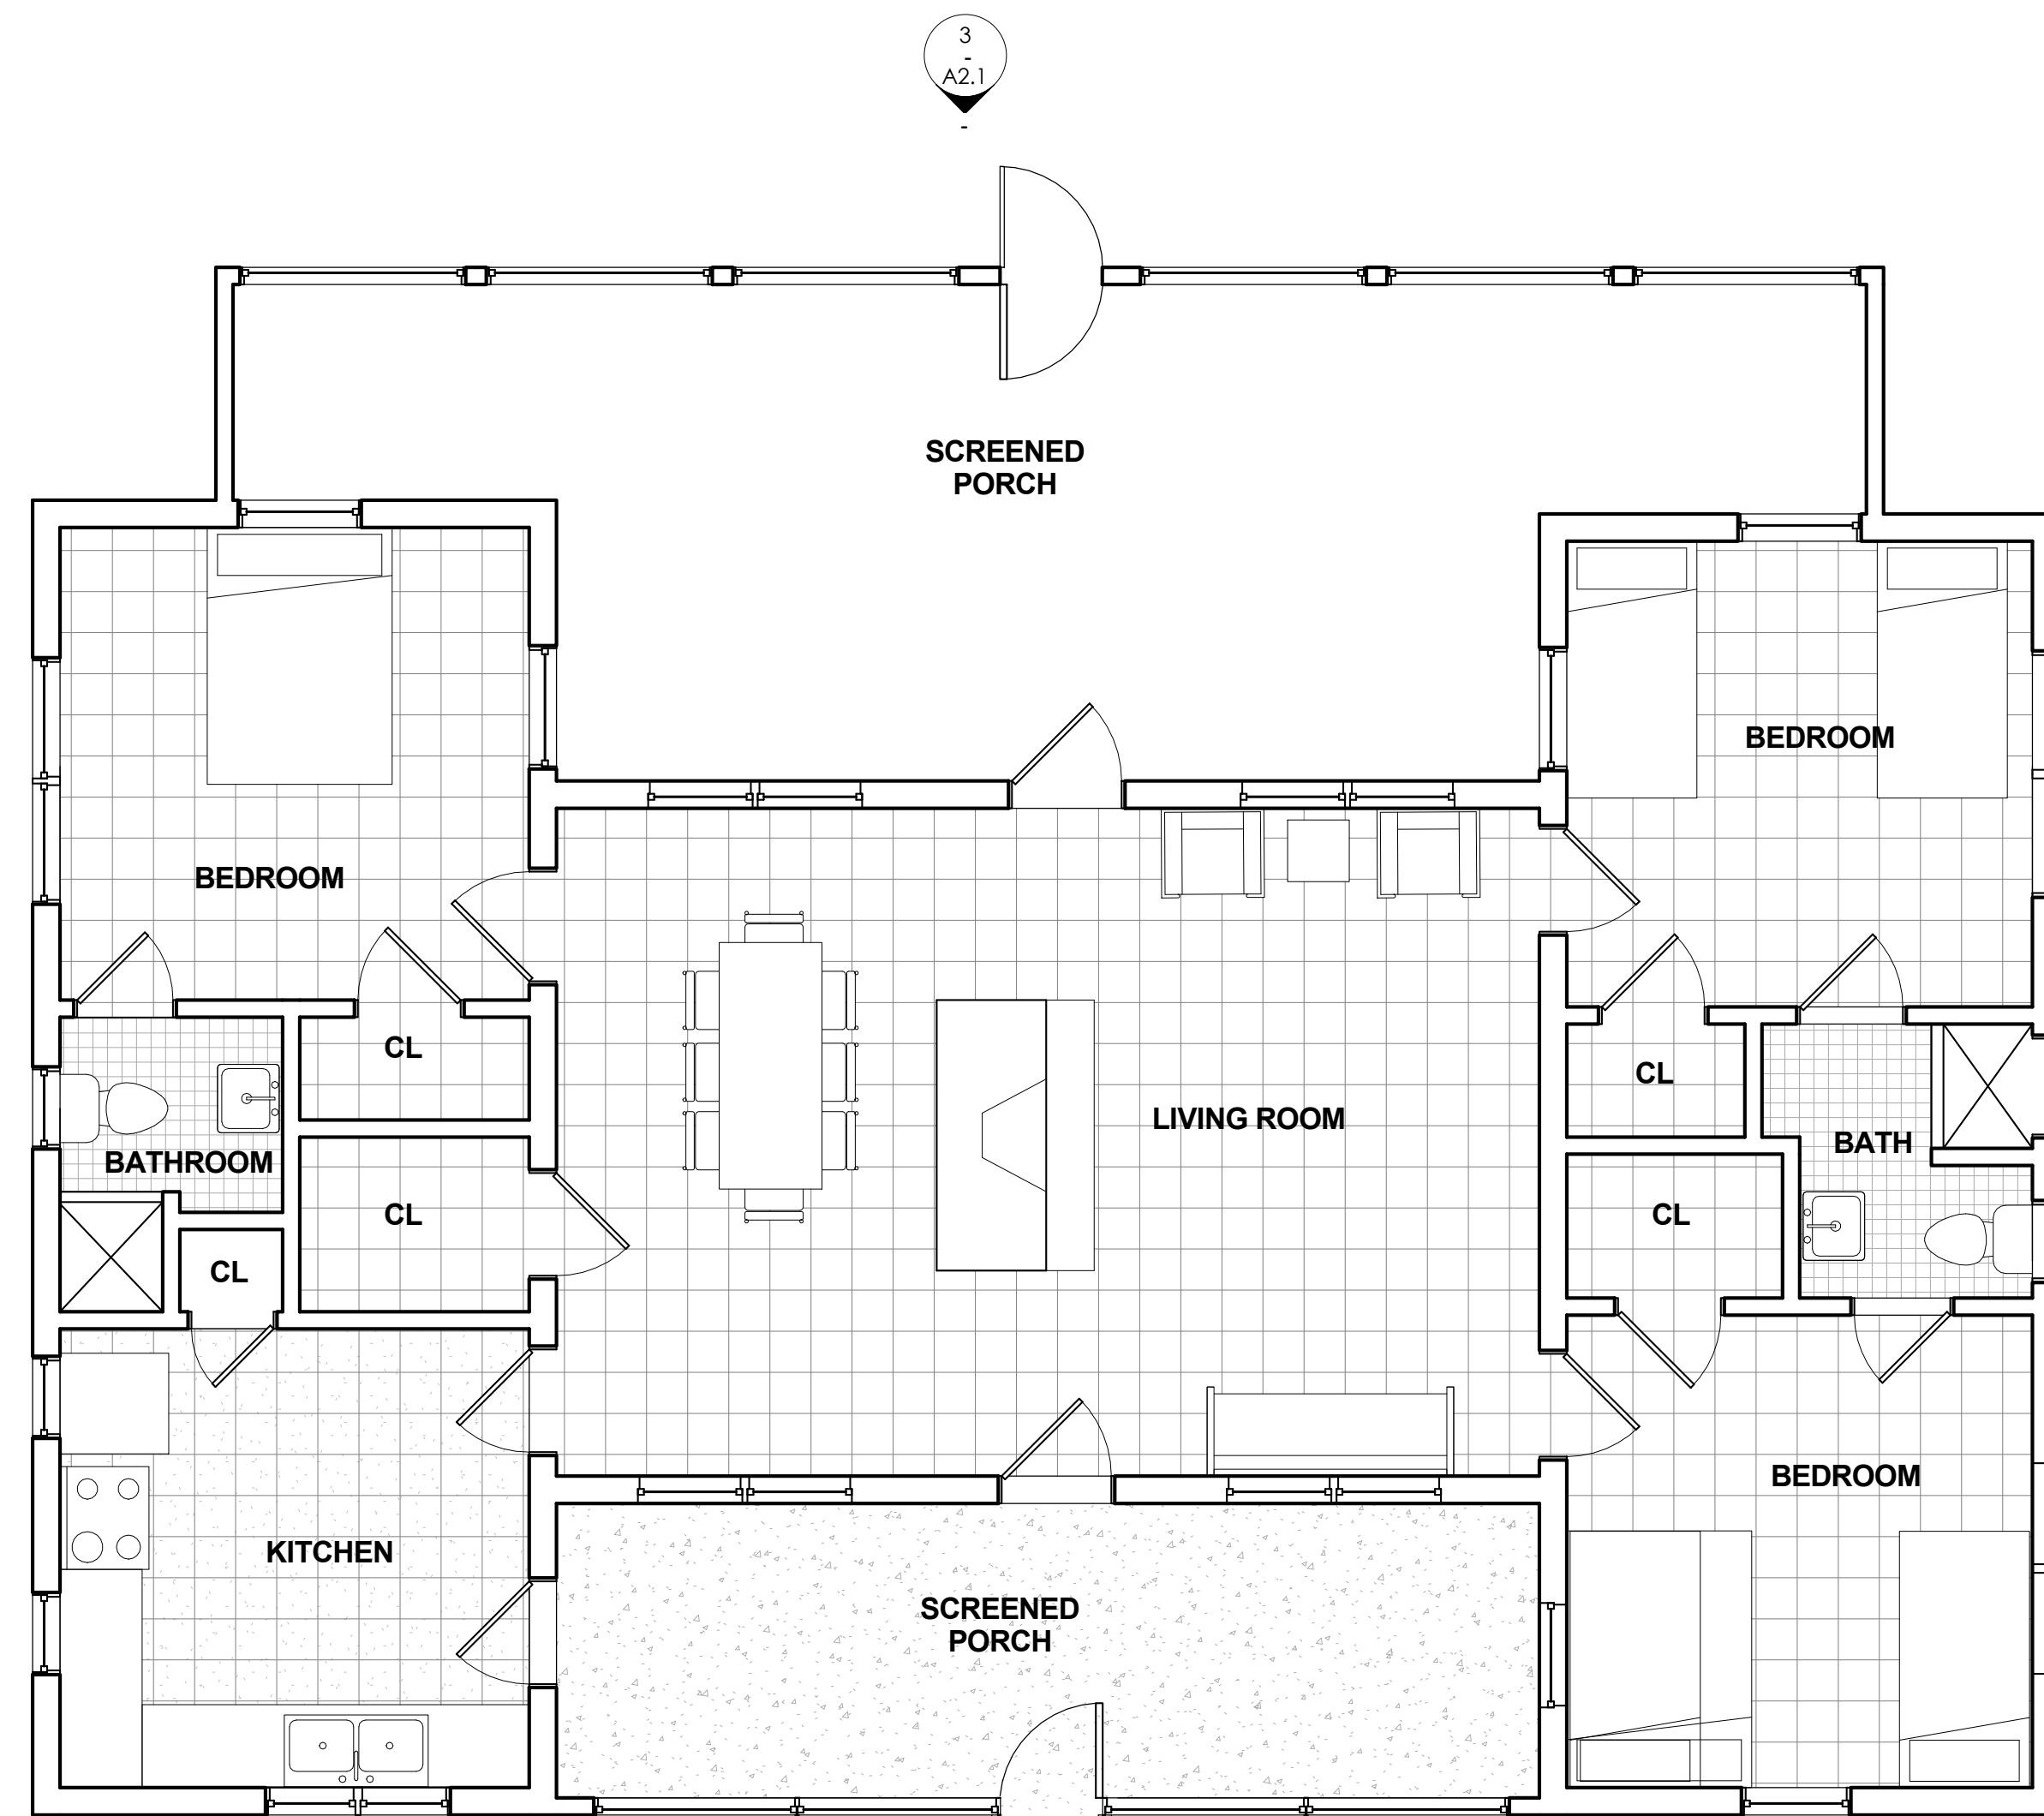 3
-
A2.1
-
SCREENED
PORCH
BEDROOM
BEDROOM
CL
CL
LIVING ROOM
BATH
BATHROOM
CL
CL
CL
BEDROOM
KITCHEN
SCREENED
PORCH